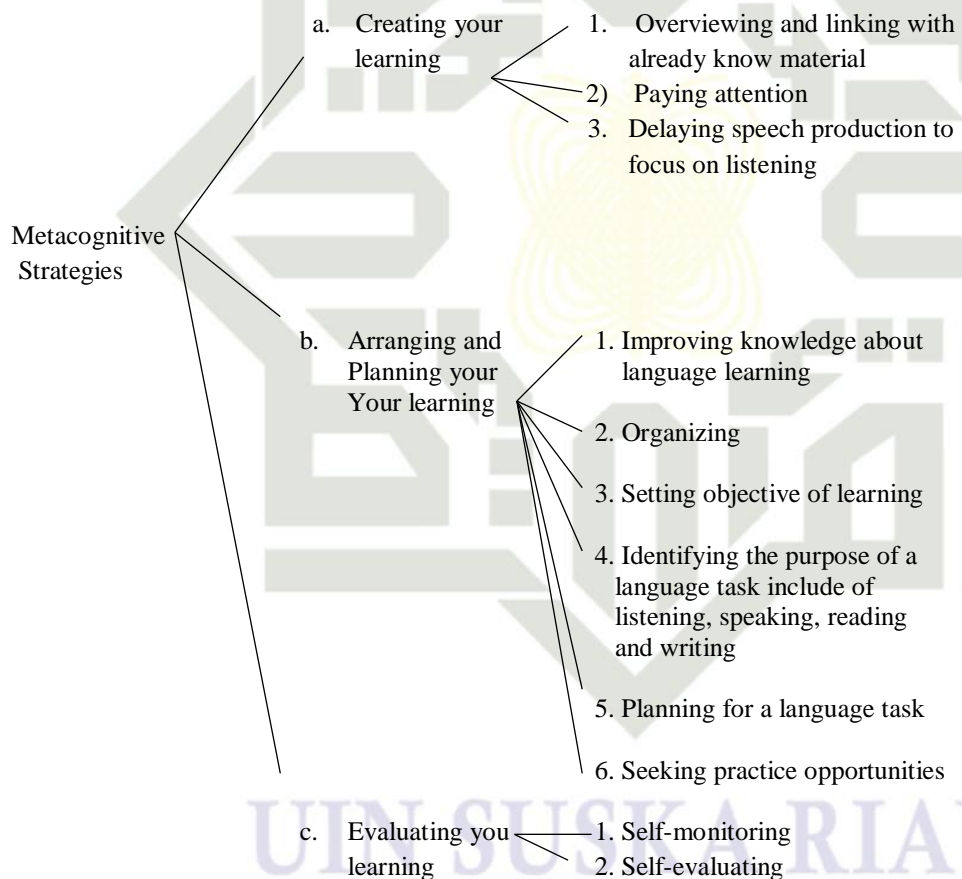 a. Creating your
learning
1. Overviewing and linking with
already know material
2) Paying attention
3. Delaying speech production to
focus on listening
Metacognitive
Strategies
b. Arranging and
Planning your
Your learning
1. Improving knowledge about
language learning
2. Organizing
3. Setting objective of learning
4. Identifying the purpose of a
language task include of
listening, speaking, reading
and writing
5. Planning for a language task
6. Seeking practice opportunities
c. Evaluating you
learning
1. Self-monitoring
2. Self-evaluating
UIN SUSKA RIA